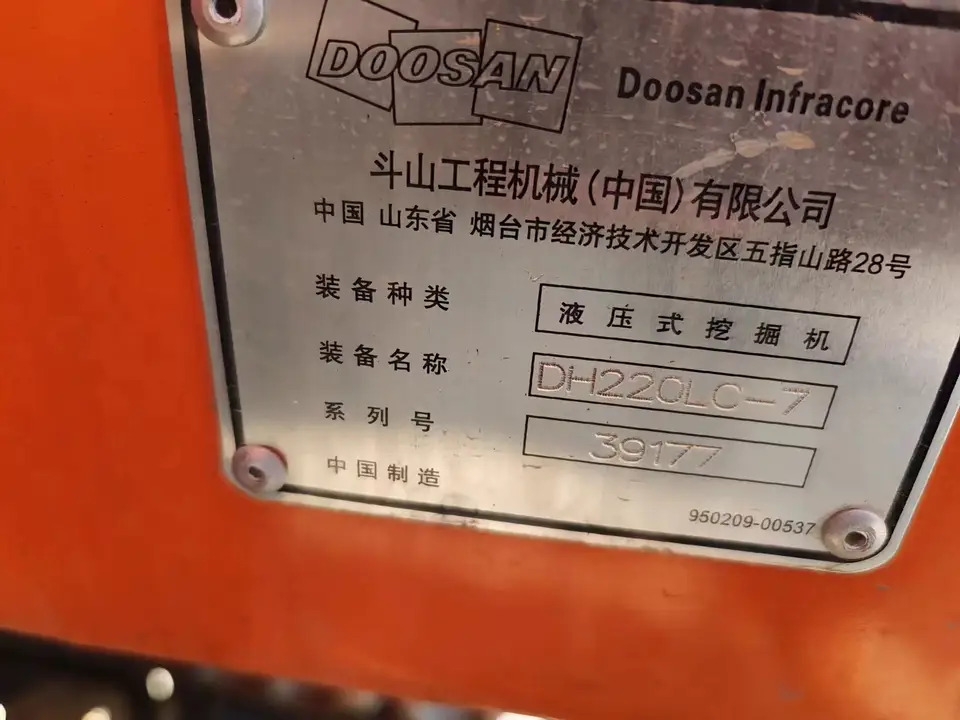 DOOSAN Doosan Infracore
斗山工程机械(中国)有限公司
中国 山东省 烟台市经济技术开发区五指山路28号
装备种类 液压式挖掘机
装备名称 DH220LC-7
系列号 39177
中国制造
950209-00537